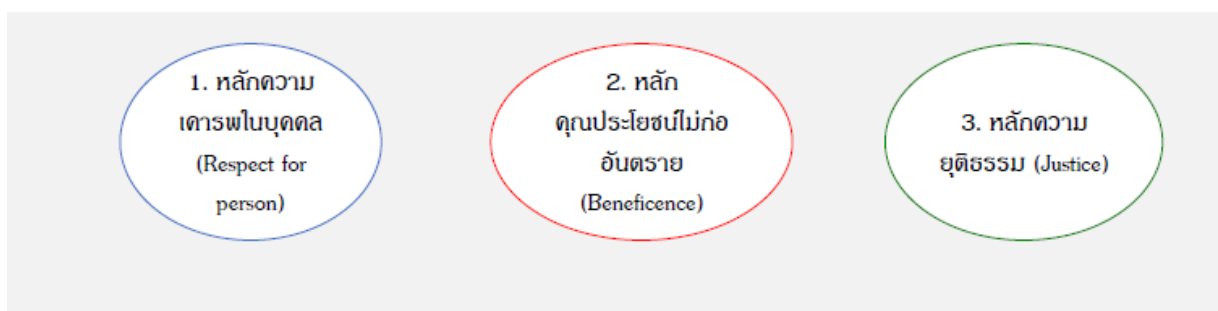 1. หลักความ
เคารพในบุคคล
(Respect for
person)
2. หลัก
คุณประโยชน์ไม่ก่อ
อันตราย
(Beneficence)
3. หลักความ
ยุติธรรม (Justice)